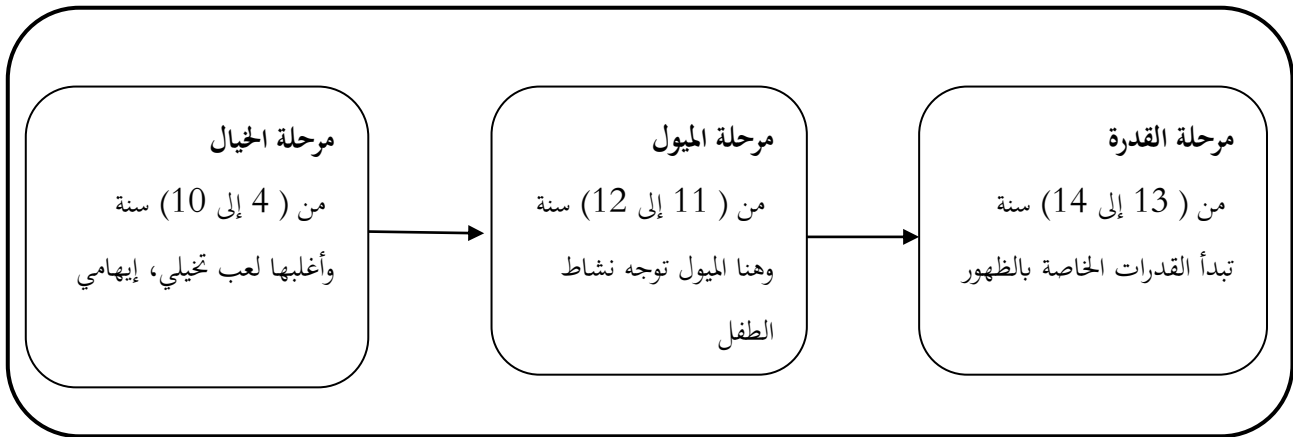 مرحلة الخيال
من ( 4 إلى 10) سنة
وأغلبها لعب تخيلي، إيهامي
مرحلة الميول
من ( 11 إلى 12) سنة
وهنا الميول توجه نشاط
الطفل
مرحلة القدرة
من ( 13 إلى 14) سنة
تبدأ القدرات الخاصة بالظهور